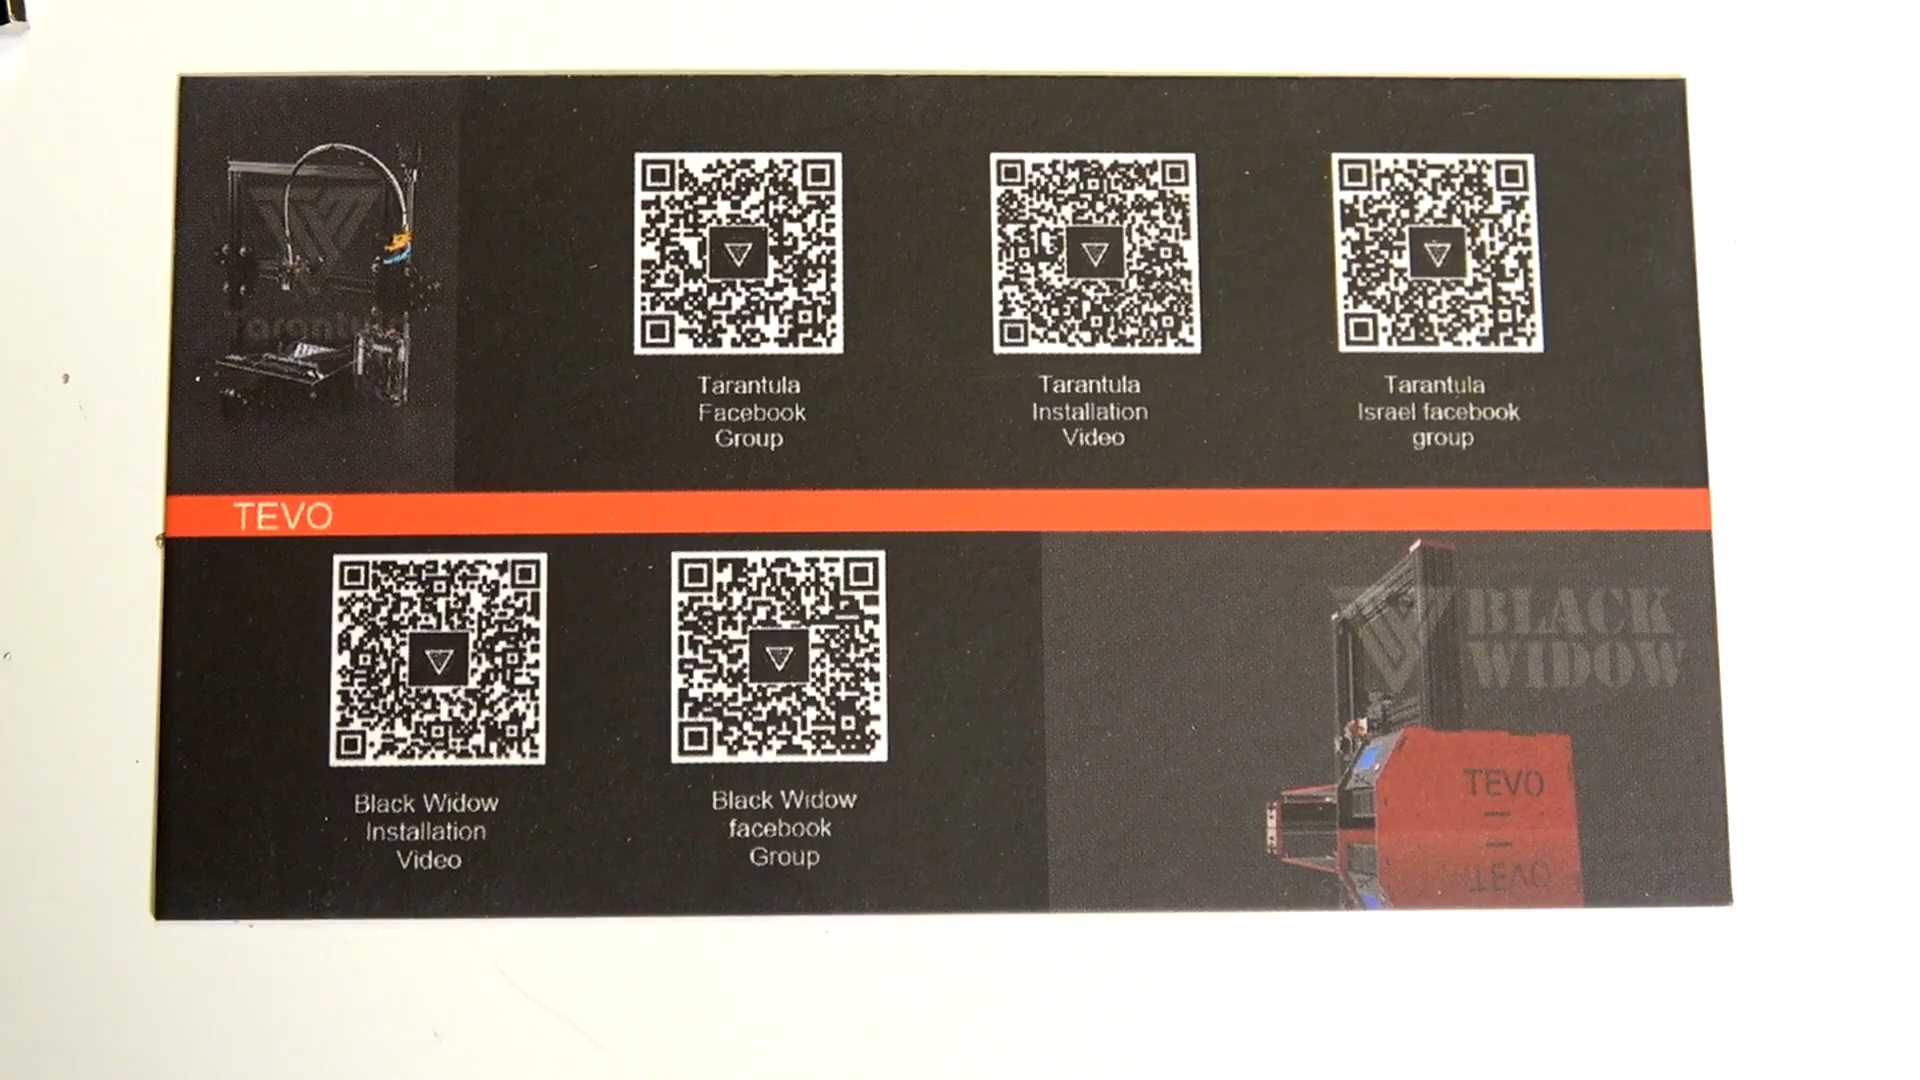 Tarantula
Facebook
Group
Tarantula
Installation
Video
Tarantula
Israel facebook
group
TEVO
Black Widow
Installation
Video
Black Widow
facebook
Group
BLACK
WIDOW
TEVO
TEVO